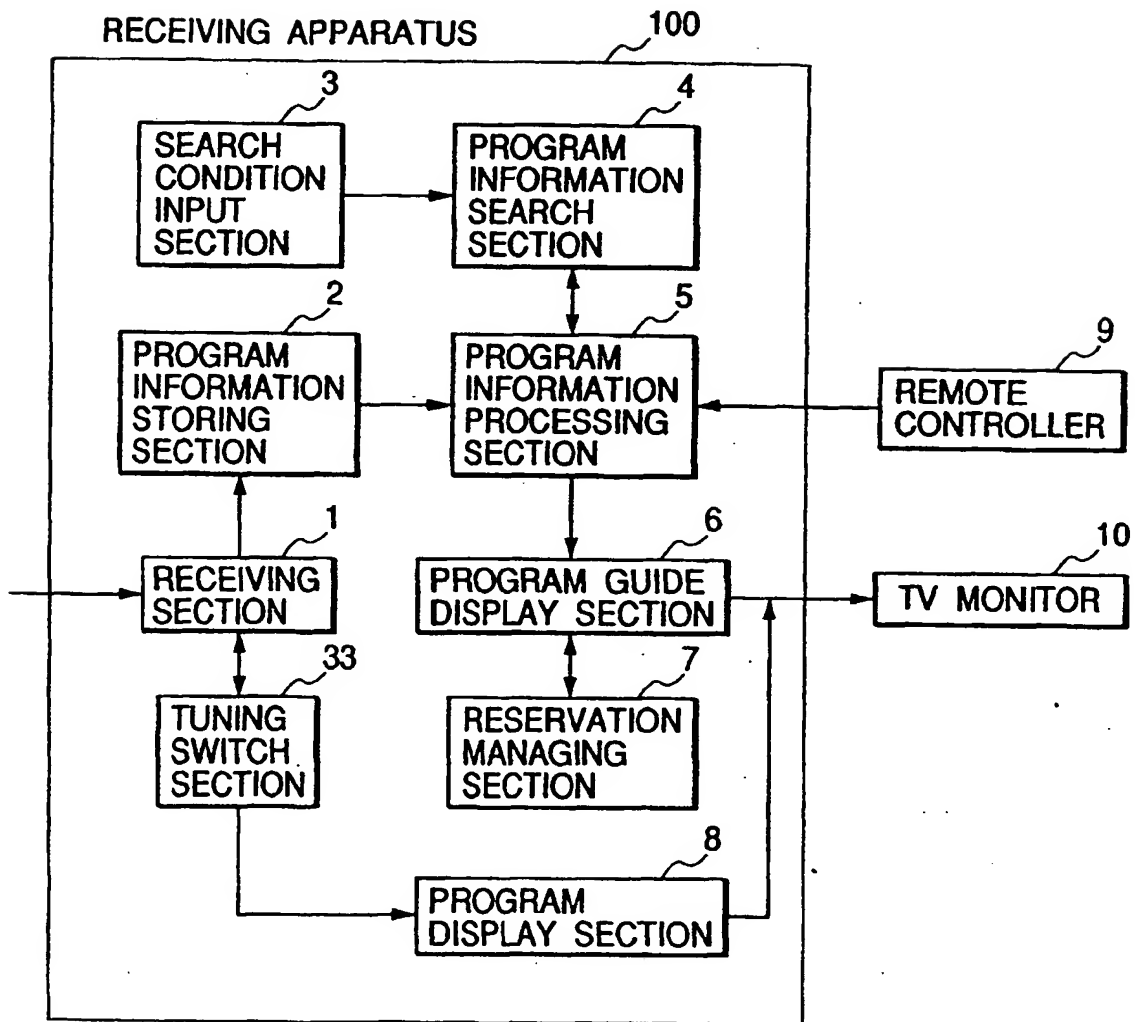 RECEIVING APPARATUS
100
3
SEARCH
CONDITION
INPUT
SECTION
4
PROGRAM
INFORMATION
SEARCH
SECTION
2
PROGRAM
INFORMATION
STORING
SECTION
5
PROGRAM
INFORMATION
PROCESSING
SECTION
9
REMOTE
CONTROLLER
1
RECEIVING
SECTION
6
PROGRAM GUIDE
DISPLAY SECTION
10
TV MONITOR
33
TUNING
SWITCH
SECTION
7
RESERVATION
MANAGING
SECTION
8
PROGRAM
DISPLAY SECTION